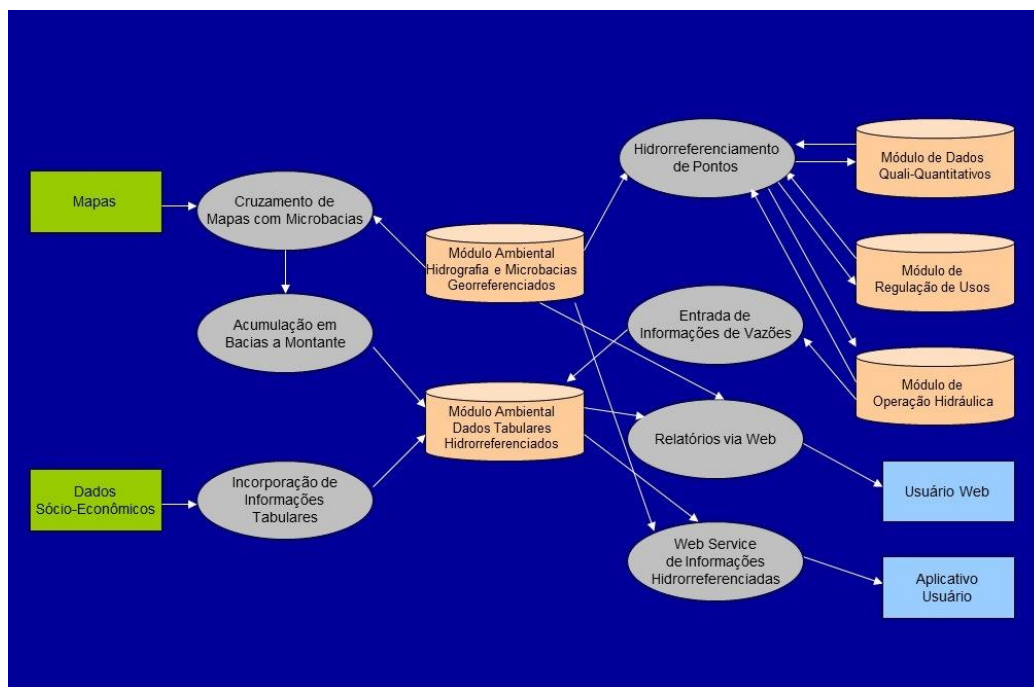 Mapas
Cruzamento de
Mapas com Microbacias
Acumulação em
Bacias a Montante
Dados
Sócio-Econômicos
Incorporação de
Informações
Tabulares
Módulo Ambiental
Hidrografia e Microbacias
Georreferenciados
Módulo Ambiental
Dados Tabulares
Hidrorreferenciados
Hidrorreferenciamento
de Pontos
Entrada de
Informações de Vazões
Relatórios via Web
Web Service
de Informações
Hidrorreferenciadas
Módulo de Dados
Quali-Quantitativos
Módulo de
Regulação de Usos
Módulo de
Operação Hidráulica
Usuário Web
Aplicativo
Usuário